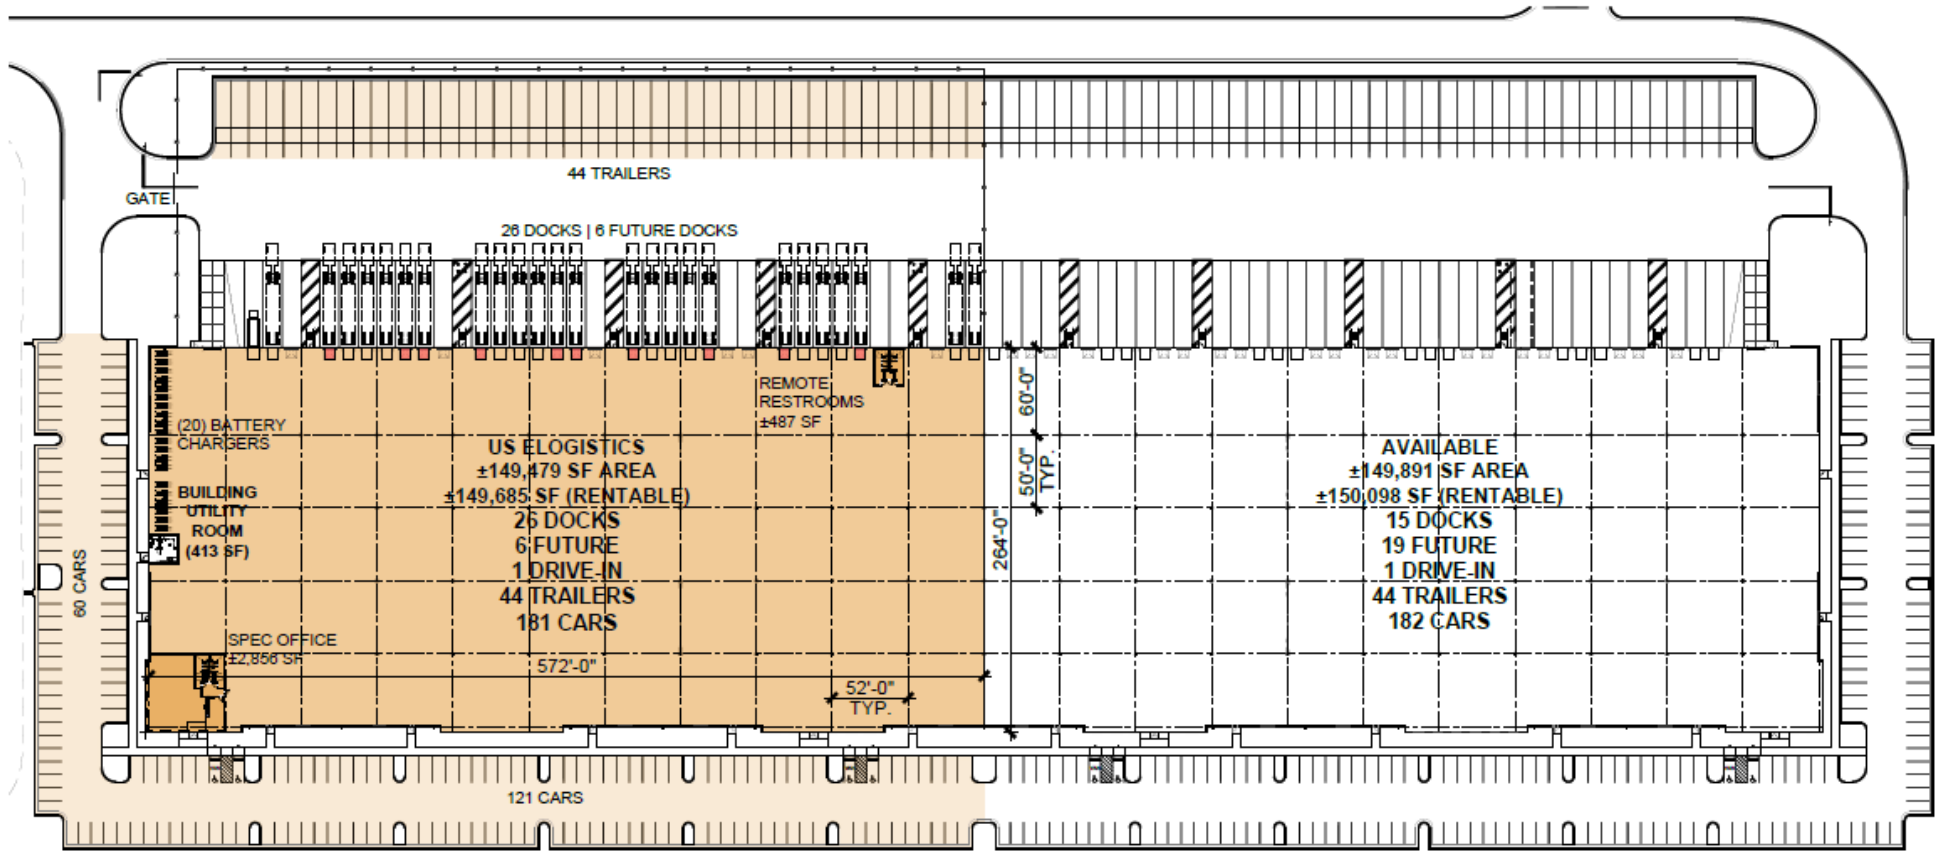 44 TRAILERS
GATE
26 DOCKS | 6 FUTURE DOCKS
REMOTE
RESTROOMS
±487 SF
60'-0"
(20) BATTERY
CHARGERS
US ELOGISTICS
±149,479 SF AREA
±149,685 SF (RENTABLE)
26 DOCKS
6 FUTURE
1 DRIVE-IN
44 TRAILERS
181 CARS
50'-0"
TYP.
AVAILABLE
±149,891 SF AREA
±150,098 SF (RENTABLE)
15 DOCKS
19 FUTURE
1 DRIVE-IN
44 TRAILERS
182 CARS
BUILDING
UTILITY
ROOM
(413 SF)
264'-0"
60 CARS
SPEC OFFICE
±2,856 SF
572'-0"
52'-0"
TYP.
121 CARS